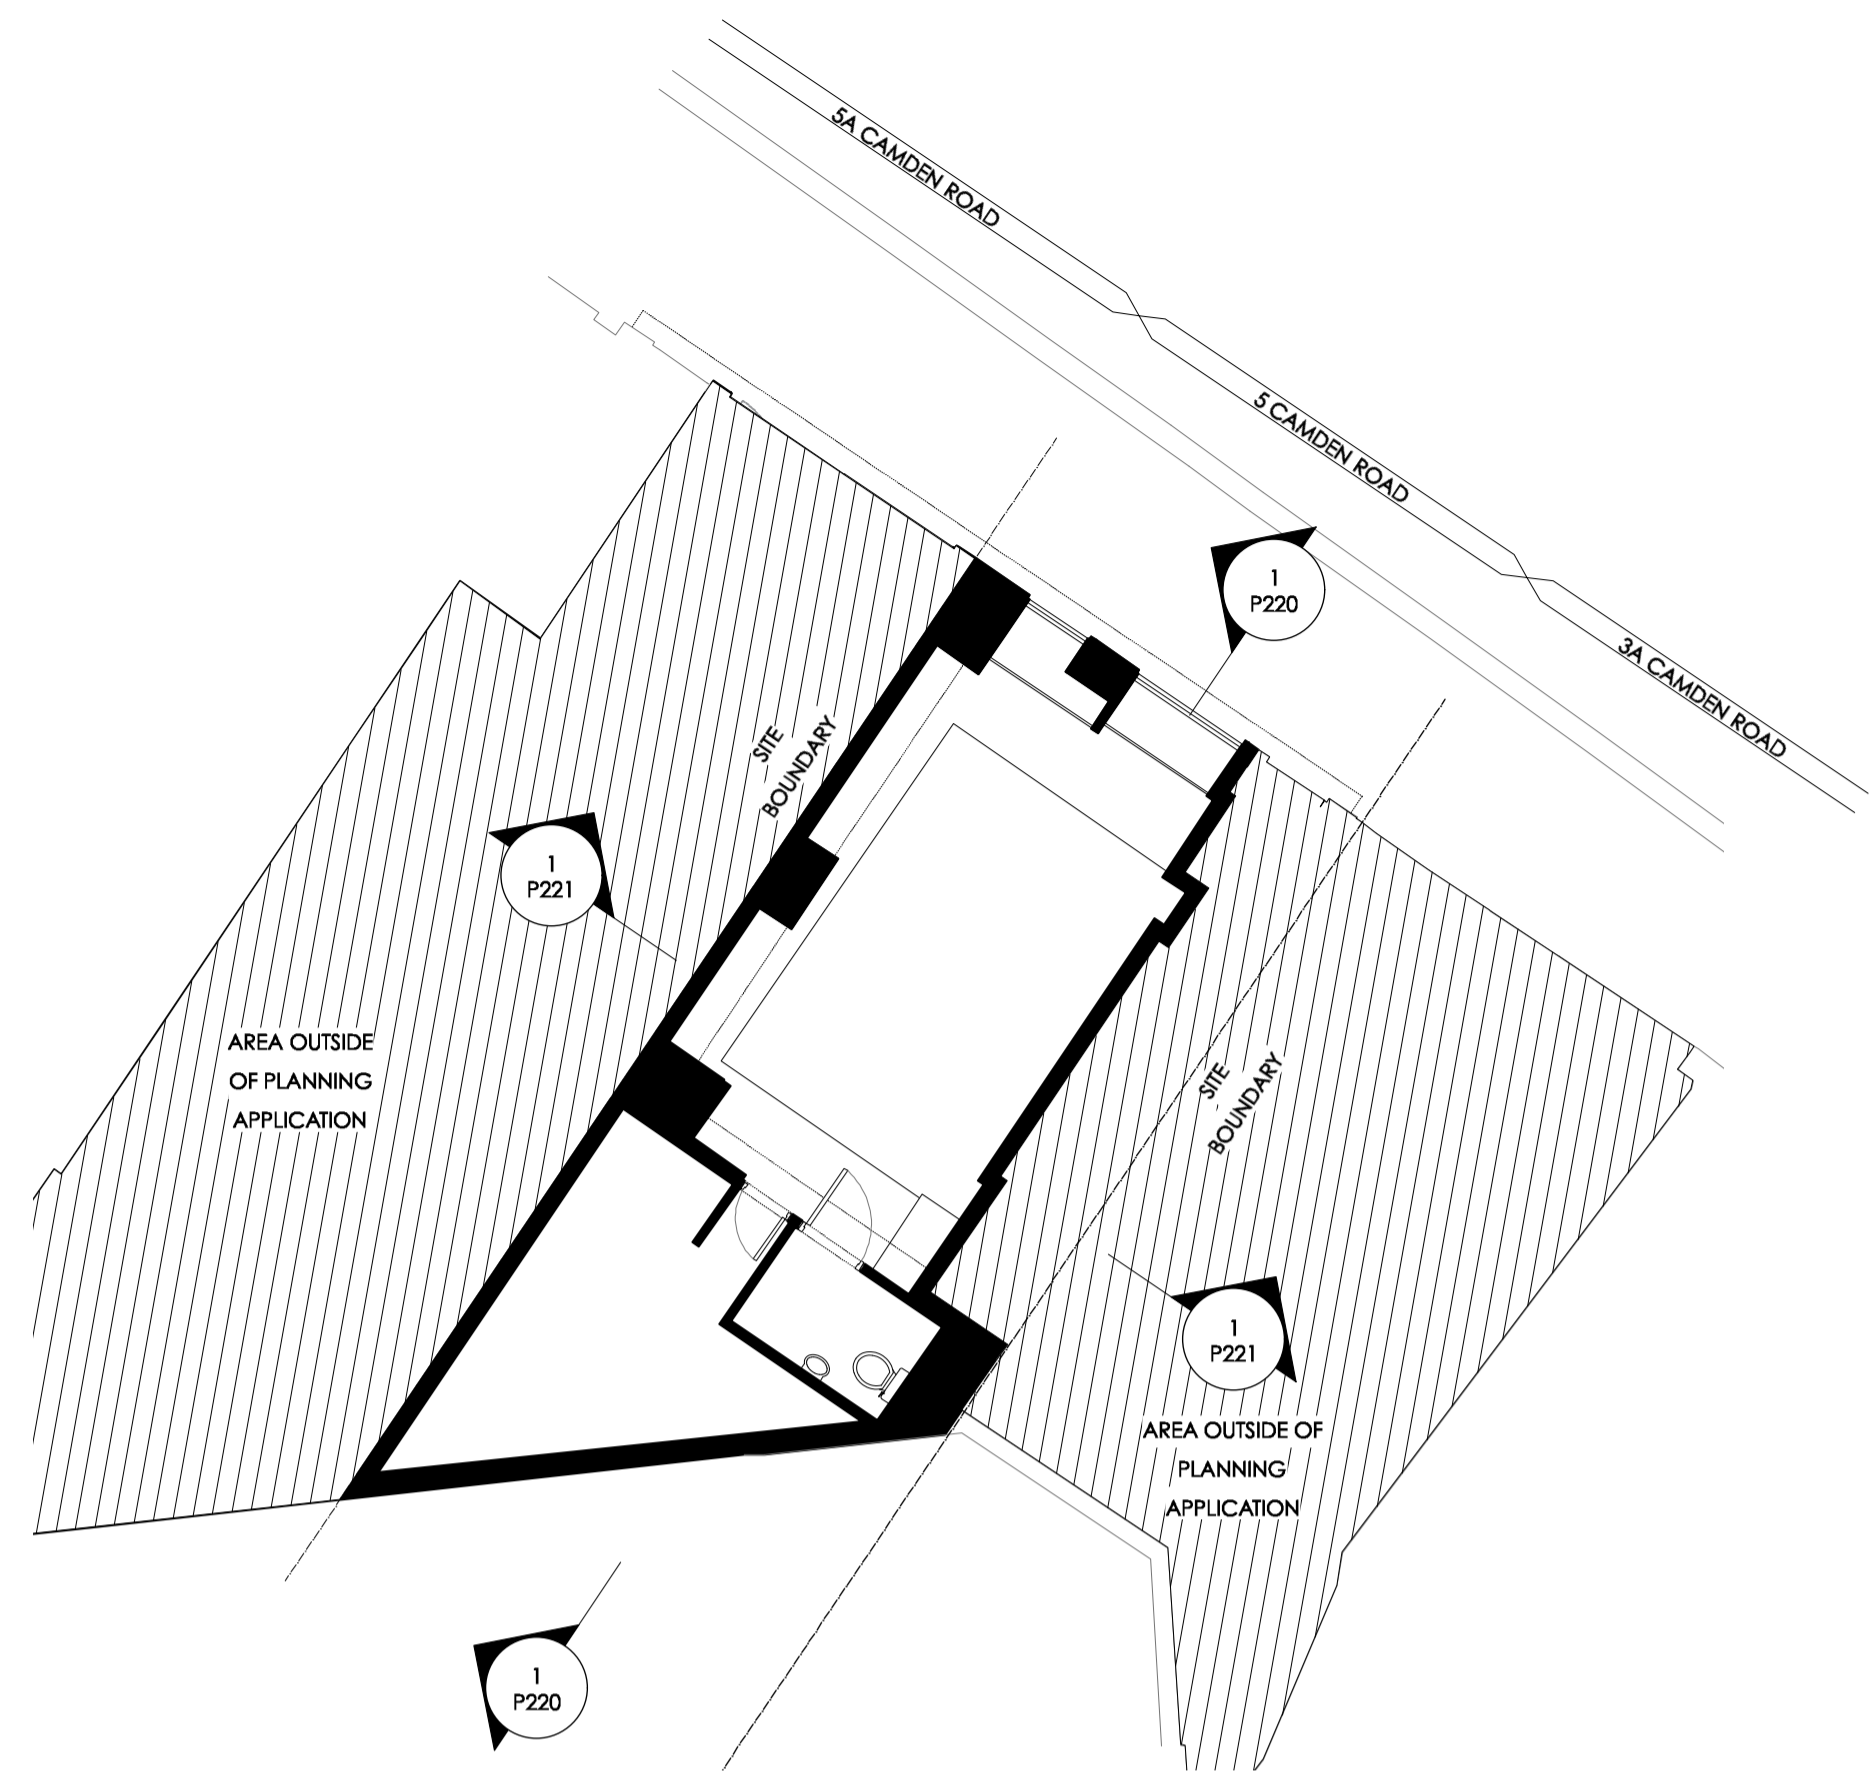 5A CAMDEN ROAD
5 CAMDEN ROAD
1
P220
3A CAMDEN ROAD
SITE
BOUNDARY
1
P221
AREA OUTSIDE
OF PLANNING
APPLICATION
SITE
BOUNDARY
1
P221
AREA OUTSIDE OF
PLANNING
APPLICATION
1
P220